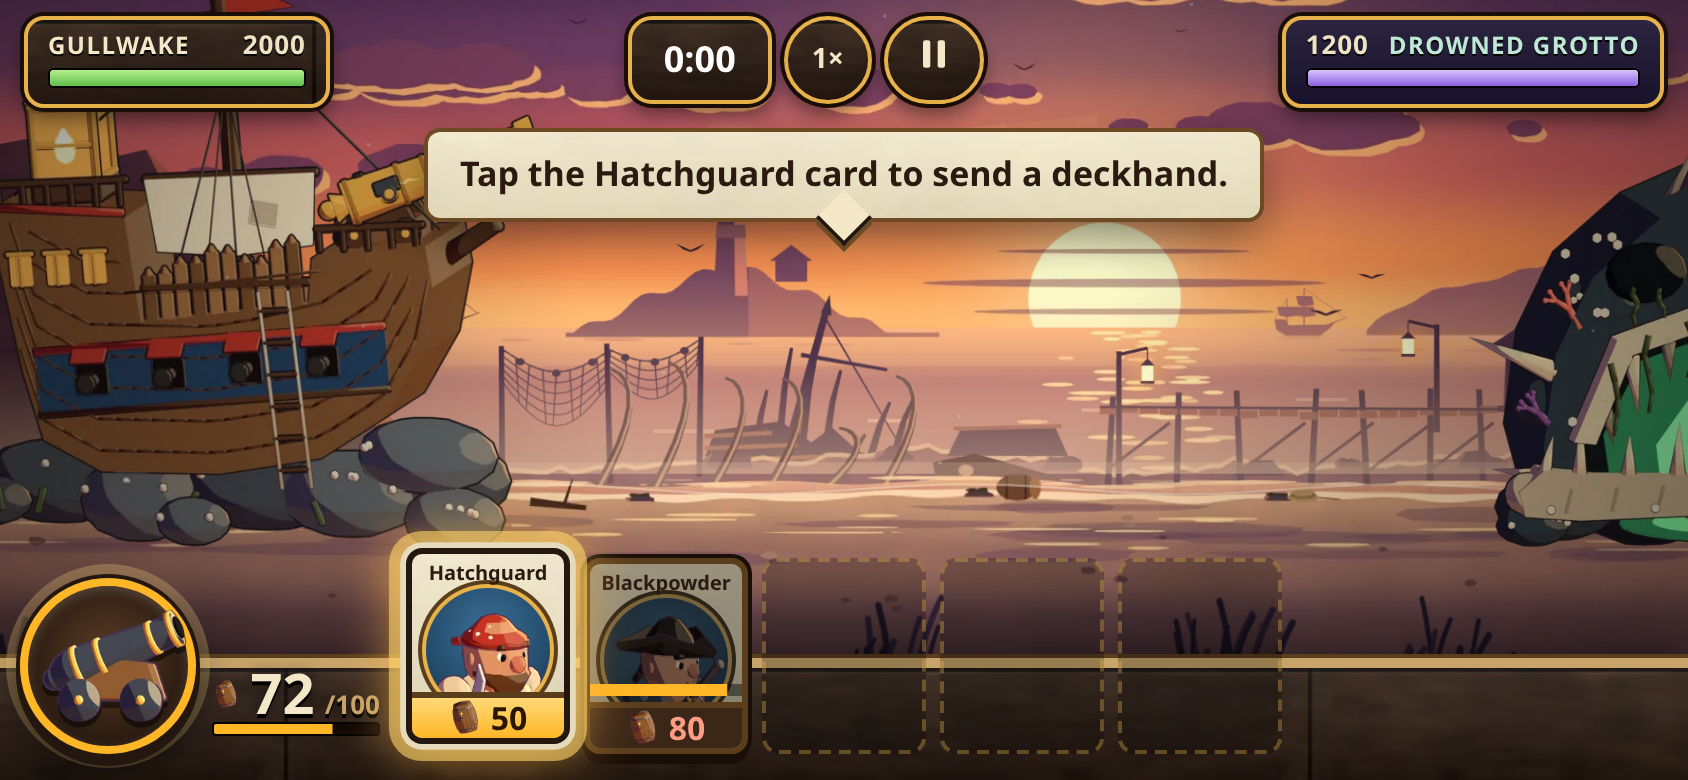 GULLWAKE 2000
0:00
1×
1200 DROWNED GROTTO
Tap the Hatchguard card to send a deckhand.
Hatchguard
Blackpowder
72 /100
50
80